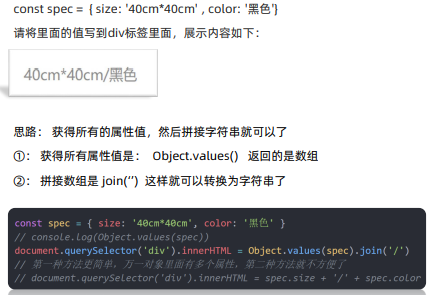 const spec = { size: '40cm*40cm' , color: '黑色'}
请将里面的值写到div标签里面，展示内容如下：
40cm*40cm/黑色
思路： 获得所有的属性值，然后拼接字符串就可以了
①： 获得所有属性值是： Object.values() 返回的是数组
②： 拼接数组是 join('') 这样就可以转换为字符串了
const spec = { size: '40cm*40cm', color: '黑色' }
// console.log(Object.values(spec))
document.querySelector('div').innerHTML = Object.values(spec).join('/')
// 第一种方法更简单，万一对象里面有多个属性，第二种方法就不方便了
// document.querySelector('div').innerHTML = spec.size + '/' + spec.color